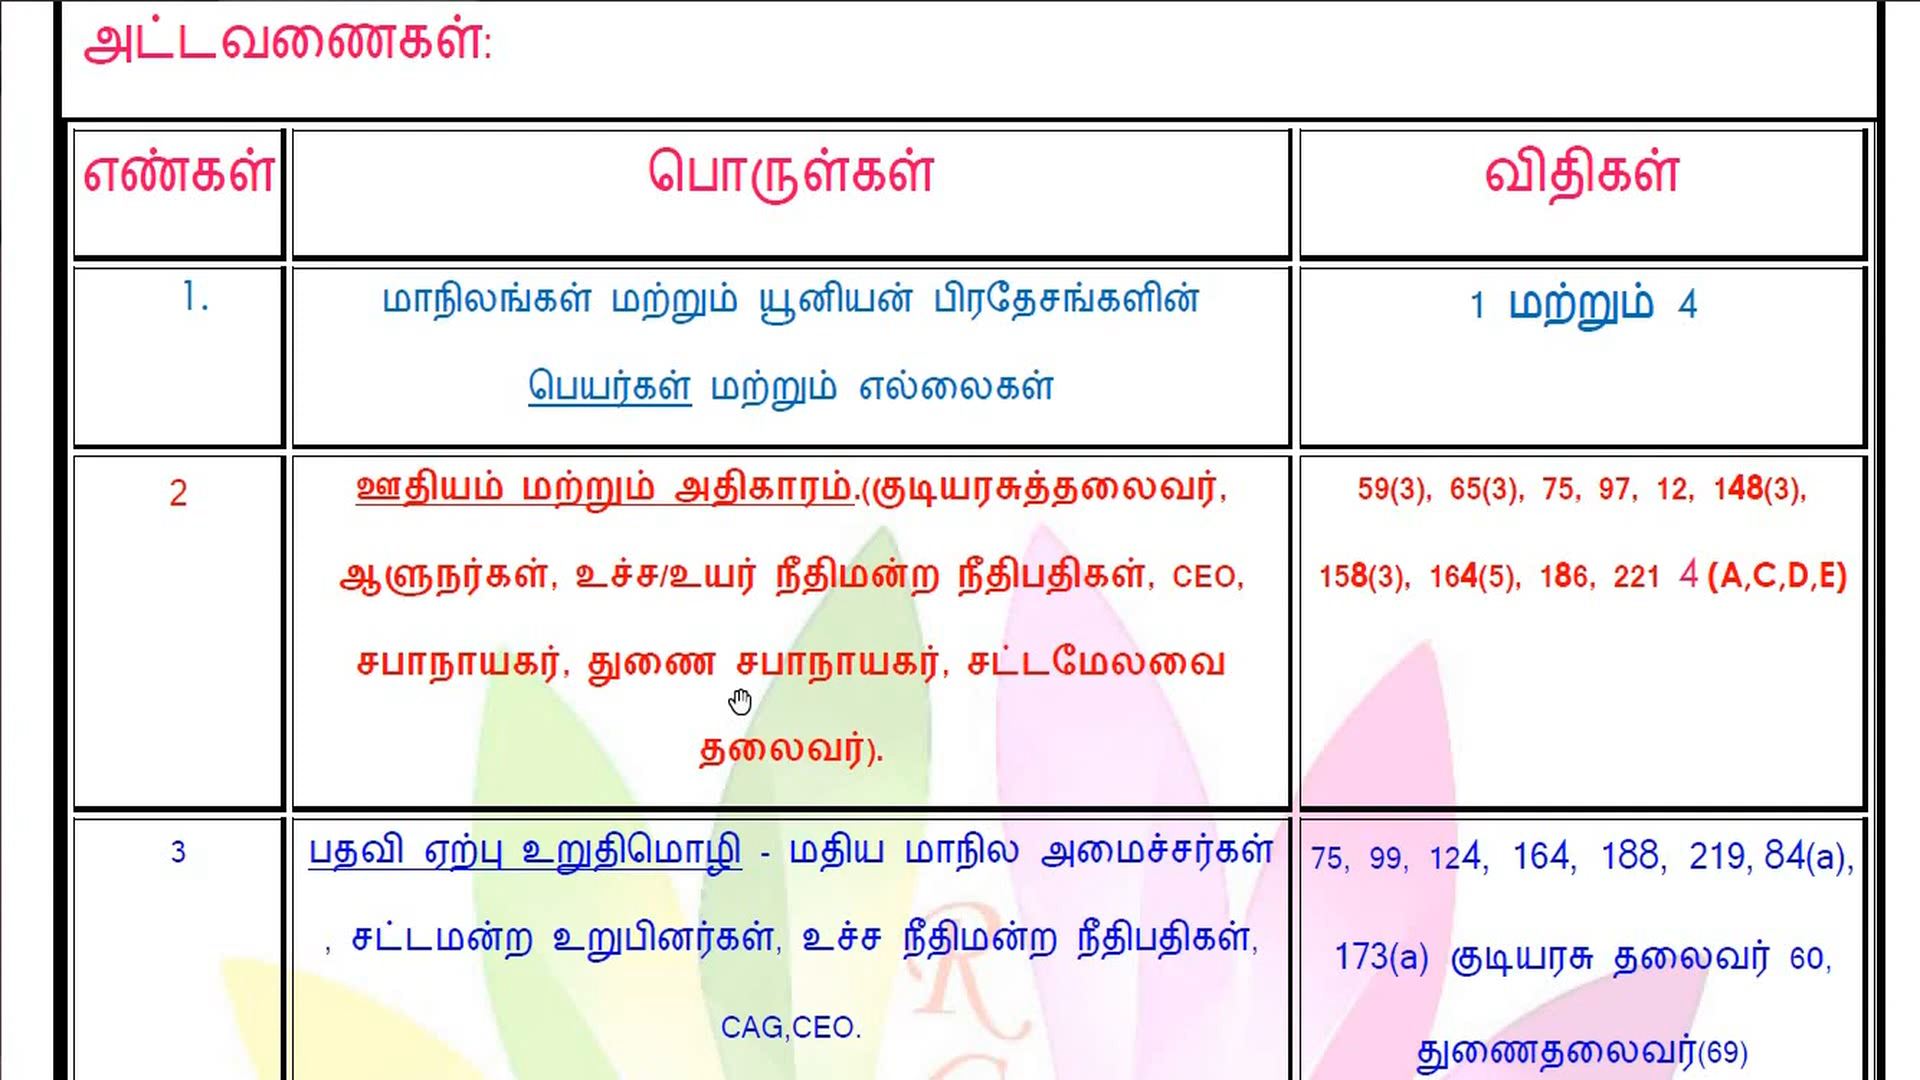 அட்டவணைகள்:
எண்கள் பொருள்கள் விதிகள்
1. மாநிலங்கள் மற்றும் யூனியன் பிரதேசங்களின் 1 மற்றும் 4
பெயர்கள் மற்றும் எல்லைகள்
2 ஊதியம் மற்றும் அதிகாரம்.(குடியரசுத்தலைவர், 59(3), 65(3), 75, 97, 12, 148(3),
ஆளுநர்கள், உச்ச/உயர் நீதிமன்ற நீதிபதிகள், CEO, 158(3), 164(5), 186, 221 4 (A,C,D,E)
சபாநாயகர், துணை சபாநாயகர், சட்டமேலவை
தலைவர்).
3 பதவி ஏற்பு உறுதிமொழி - மதிய மாநில அமைச்சர்கள் 75, 99, 124, 164, 188, 219, 84(a),
, சட்டமன்ற உறுபினர்கள், உச்ச நீதிமன்ற நீதிபதிகள், 173(a) குடியரசு தலைவர் 60,
CAG,CEO. துணைதலைவர்(69)
R